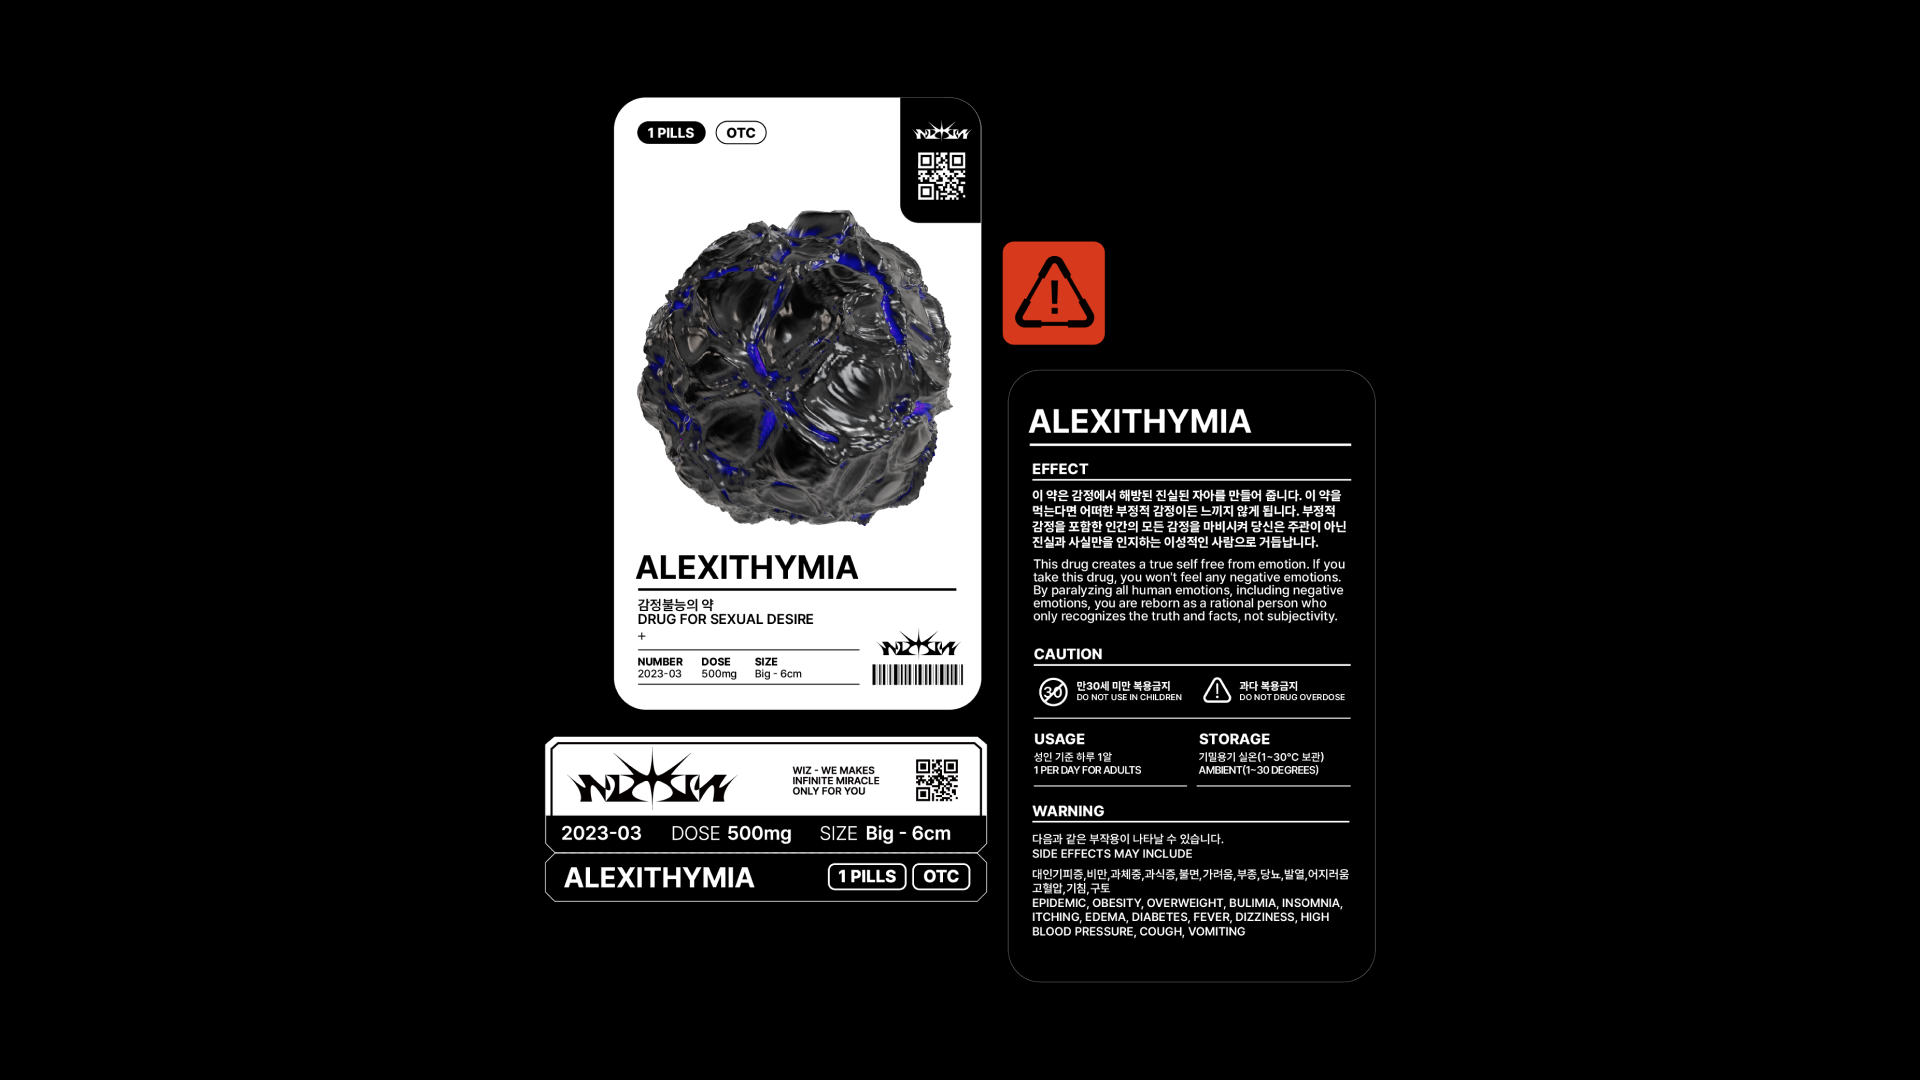 1 PILLS
OTC
ALEXITHYMIA
감정불능의 약
DRUG FOR SEXUAL DESIRE
+
NUMBER DOSE SIZE
2023-03 500mg Big - 6cm
WIZ - WE MAKES
INFINITE MIRACLE
ONLY FOR YOU
2023-03 DOSE 500mg SIZE Big - 6cm
ALEXITHYMIA 1 PILLS OTC
!
ALEXITHYMIA
EFFECT
이 약은 감정에서 해방된 진실된 자아를 만들어 줍니다. 이 약을
먹는다면 어떠한 부정적 감정이든 느끼지 않게 됩니다. 부정적
감정을 포함한 인간의 모든 감정을 마비시켜 당신은 주관이 아닌
진실과 사실만을 인지하는 이성적인 사람으로 거듭납니다.
This drug creates a true self free from emotion. If you
take this drug, you won't feel any negative emotions.
By paralyzing all human emotions, including negative
emotions, you are reborn as a rational person who
only recognizes the truth and facts, not subjectivity.
CAUTION
30
만30세 미만 복용금지
DO NOT USE IN CHILDREN
!
과다 복용금지
DO NOT DRUG OVERDOSE
USAGE
성인 기준 하루 1알
1 PER DAY FOR ADULTS
STORAGE
기밀용기 실온(1~30°C 보관)
AMBIENT(1~30 DEGREES)
WARNING
다음과 같은 부작용이 나타날 수 있습니다.
SIDE EFFECTS MAY INCLUDE
대인기피증,비만,과체중,과식증,불면,가려움,부종,당뇨,발열,어지러움
고혈압,기침,구토
EPIDEMIC, OBESITY, OVERWEIGHT, BULIMIA, INSOMNIA,
ITCHING, EDEMA, DIABETES, FEVER, DIZZINESS, HIGH
BLOOD PRESSURE, COUGH, VOMITING